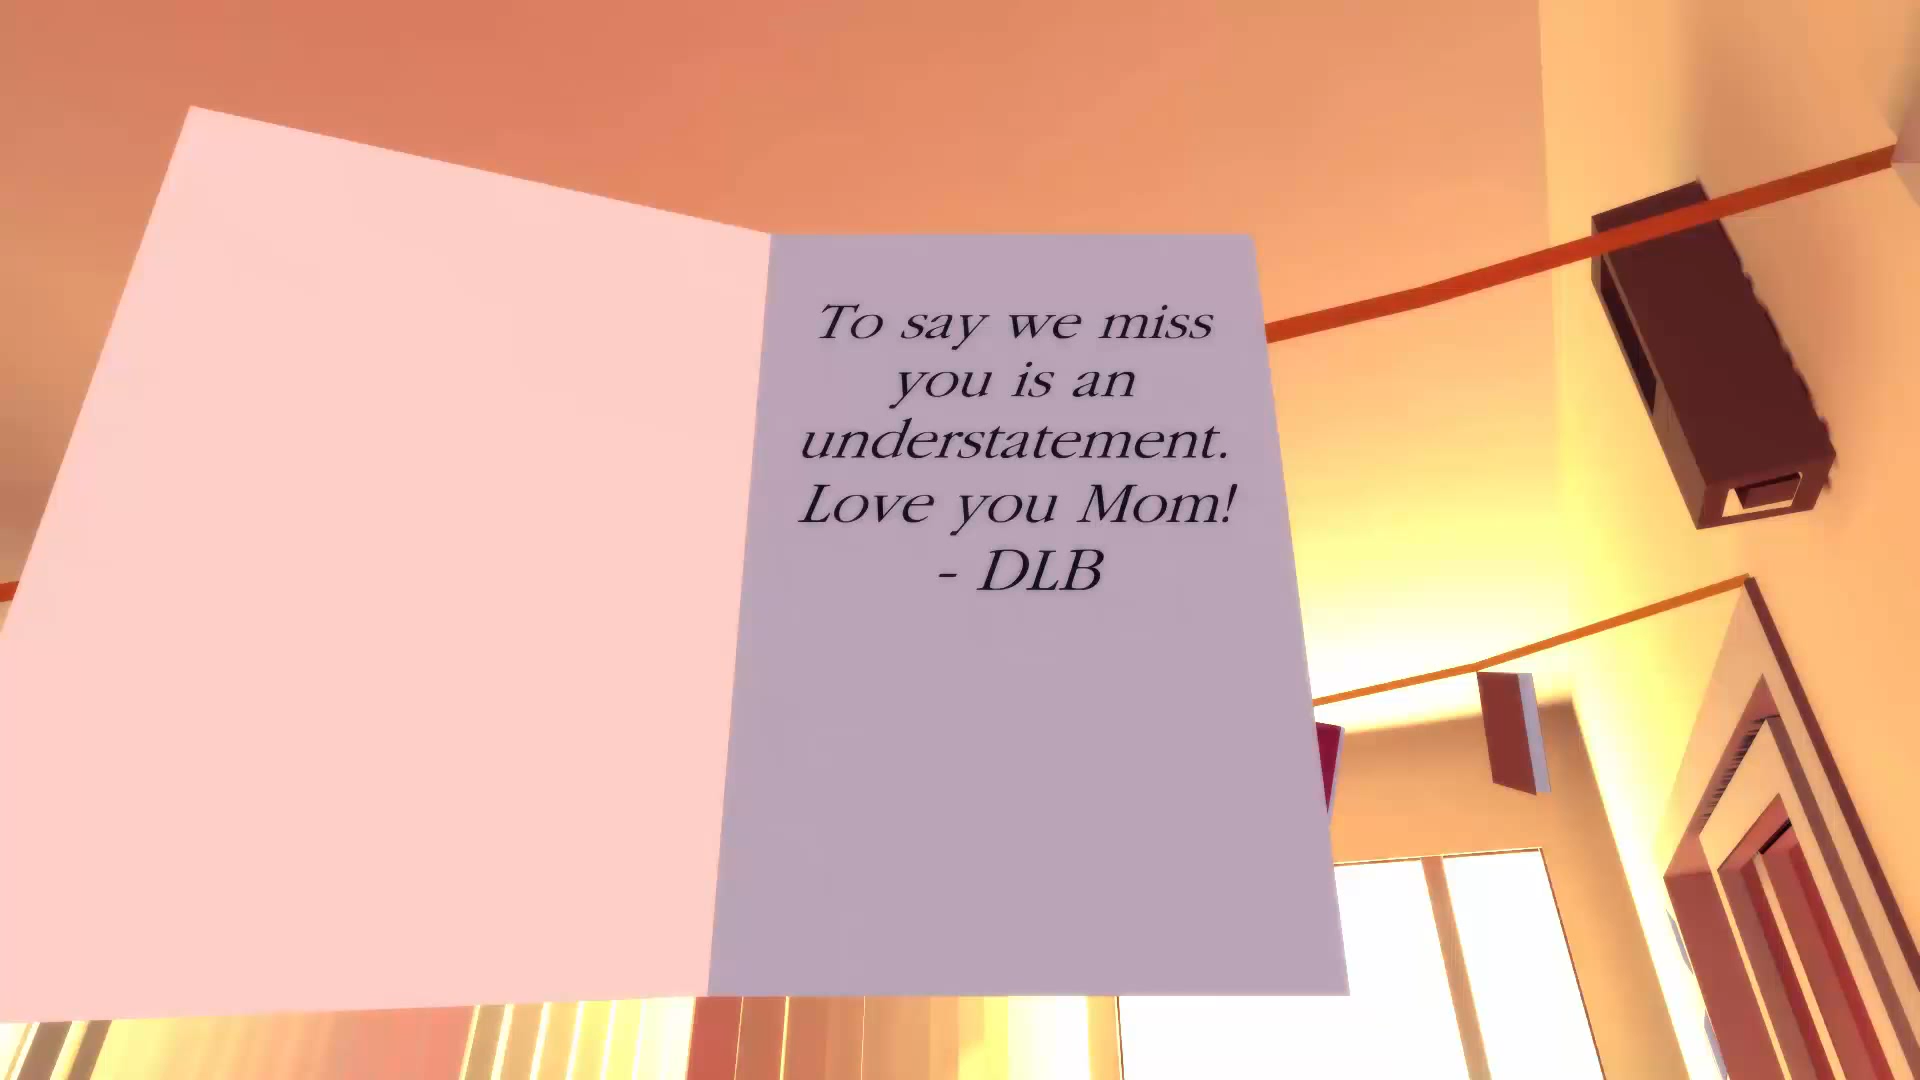 To say we miss
you is an
understatement.
Love you Mom!
- DLB